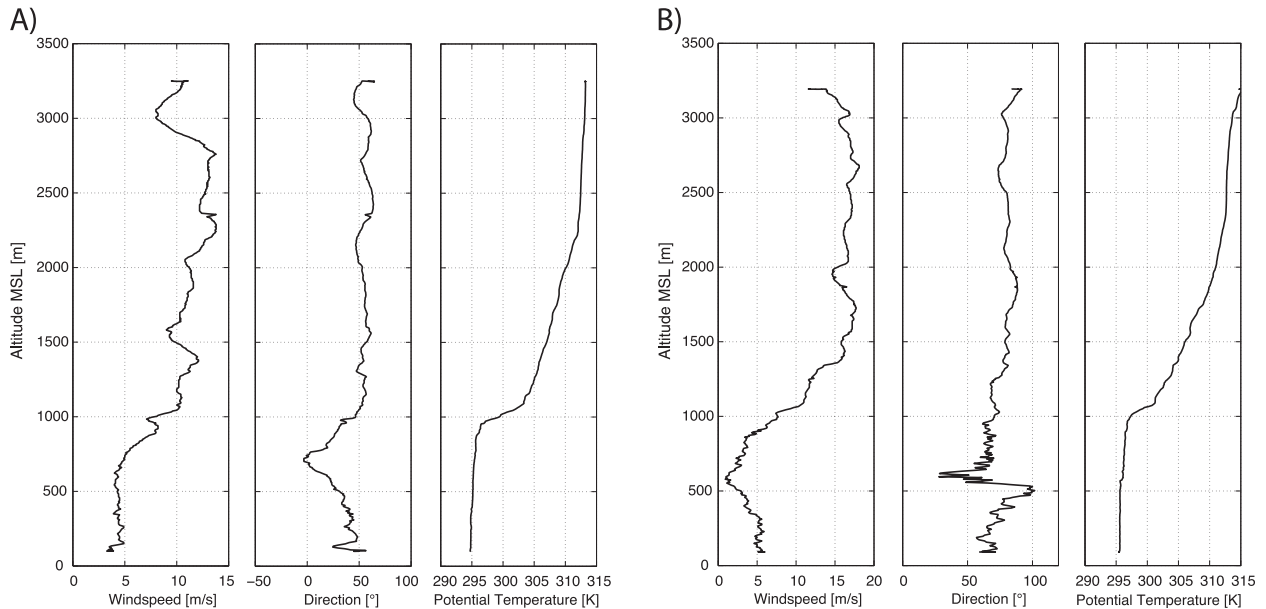 A)
B)
3500
3000
2500
2000
1500
1000
500
0
Altitude MSL [m]
0 5 10 15
Windspeed [m/s]
−50 0 50 100
Direction [°]
290 295 300 305 310 315
Potential Temperature [K]
3500
3000
2500
2000
1500
1000
500
0
Altitude MSL [m]
0 5 10 15 20
Windspeed [m/s]
0 50 100
Direction [°]
290 295 300 305 310 315
Potential Temperature [K]